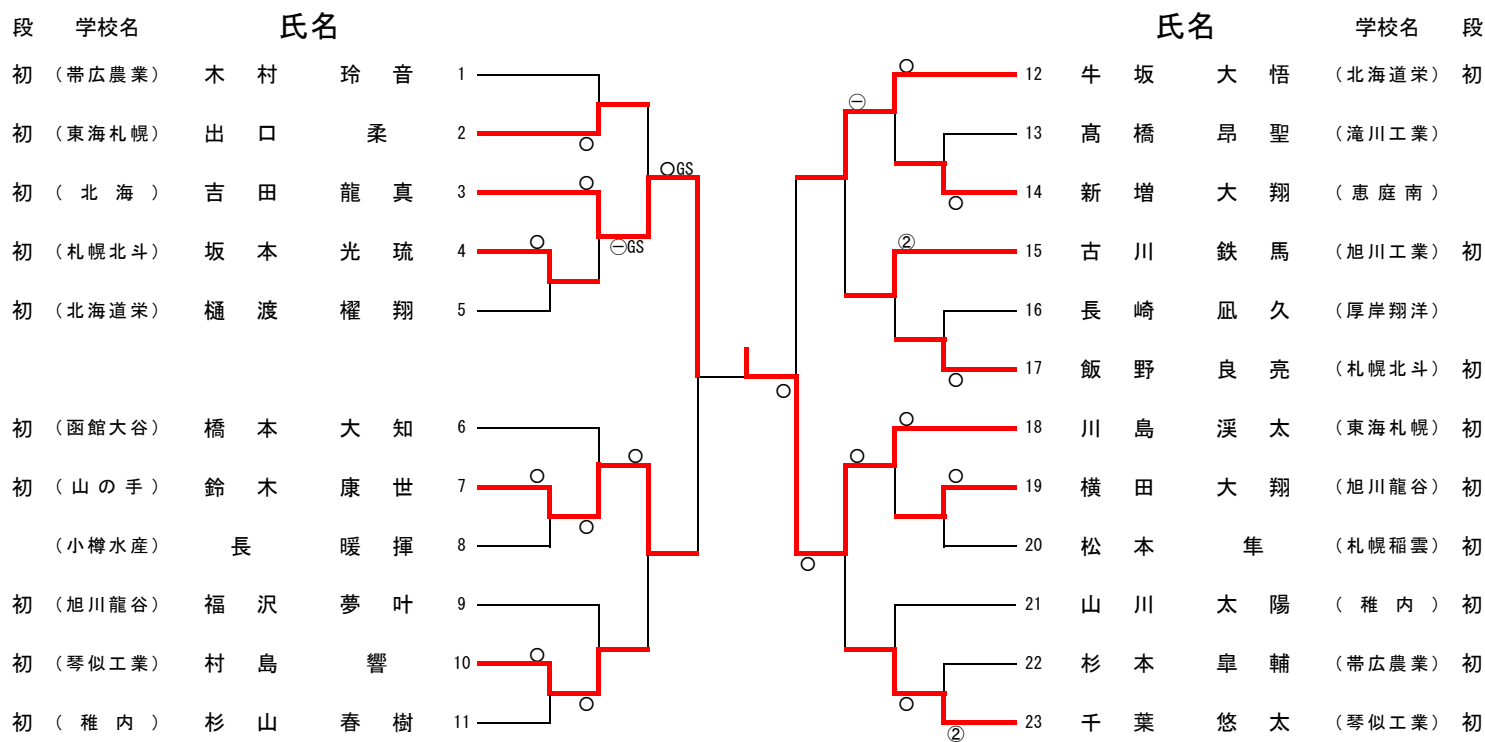 段 学校名 氏名 氏名 学校名 段
初 （帯広農業） 木村 玲音 1 ○ 12 牛坂 大悟 （北海道栄） 初
㊀
初 （東海札幌） 出口 柔 2 13 髙橋 昂聖 （滝川工業）
○
○GS
初 （北海） 吉田 龍真 3 ○ 14 新増 大翔 （恵庭南）
○
初 （札幌北斗） 坂本 光琉 4 ○ ㊀GS ② 15 古川 鉄馬 （旭川工業） 初
初 （北海道栄） 樋渡 櫂翔 5 16 長崎 凪久 （厚岸翔洋）
17 飯野 良亮 （札幌北斗） 初
○ ○
初 （函館大谷） 橋本 大知 6 ○ 18 川島 渓太 （東海札幌） 初
○ ○
初 （山の手） 鈴木 康世 7 ○ ○ 19 横田 大翔 （旭川龍谷） 初
○
（小樽水産） 長 暖揮 8 20 松本 隼 （札幌稲雲） 初
○
初 （旭川龍谷） 福沢 夢叶 9 21 山川 太陽 （稚内） 初
初 （琴似工業） 村島 響 10 ○ 22 杉本 皐輔 （帯広農業） 初
○ ○
初 （稚内） 杉山 春樹 11 23 千葉 悠太 （琴似工業） 初
②